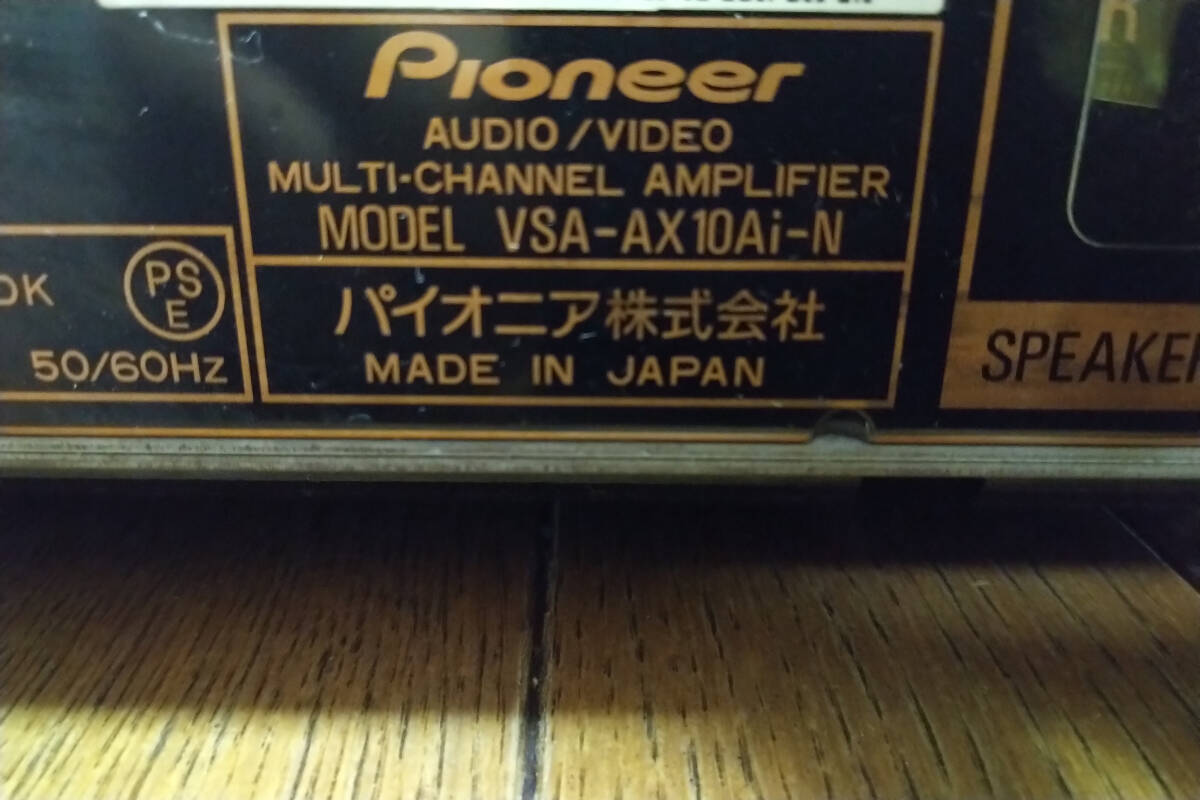 Pioneer
AUDIO/VIDEO
MULTI-CHANNEL AMPLIFIER
MODEL VSA-AX10Ai-N
パイオニア株式会社
MADE IN JAPAN
PS
E
50/60Hz